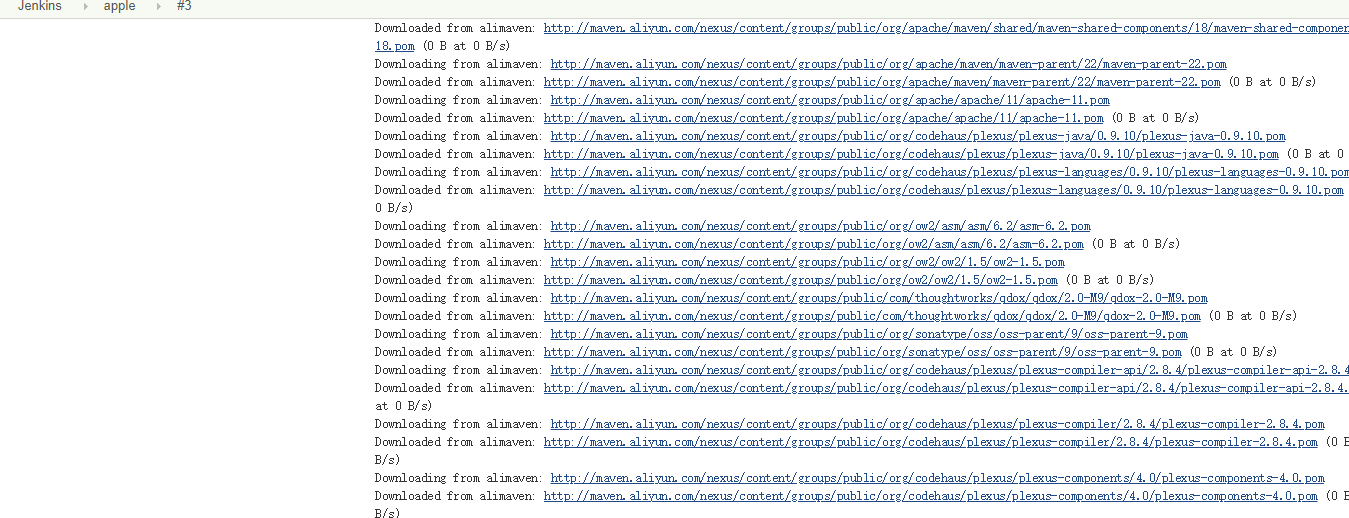 Jenkins apple #3
Downloaded from alimaven: http://maven.aliyun.com/nexus/content/groups/public/org/apache/maven/shared/maven-shared-components/18/maven-shared-componen
18.pom (0 B at 0 B/s)
Downloading from alimaven: http://maven.aliyun.com/nexus/content/groups/public/org/apache/maven/maven-parent/22/maven-parent-22.pom
Downloaded from alimaven: http://maven.aliyun.com/nexus/content/groups/public/org/apache/maven/maven-parent/22/maven-parent-22.pom (0 B at 0 B/s)
Downloading from alimaven: http://maven.aliyun.com/nexus/content/groups/public/org/apache/apache/11/apache-11.pom
Downloaded from alimaven: http://maven.aliyun.com/nexus/content/groups/public/org/apache/apache/11/apache-11.pom (0 B at 0 B/s)
Downloading from alimaven: http://maven.aliyun.com/nexus/content/groups/public/org/codehaus/plexus/plexus-java/0.9.10/plexus-java-0.9.10.pom
Downloaded from alimaven: http://maven.aliyun.com/nexus/content/groups/public/org/codehaus/plexus/plexus-java/0.9.10/plexus-java-0.9.10.pom (0 B at 0
Downloading from alimaven: http://maven.aliyun.com/nexus/content/groups/public/org/codehaus/plexus/plexus-languages/0.9.10/plexus-languages-0.9.10.pom
Downloaded from alimaven: http://maven.aliyun.com/nexus/content/groups/public/org/codehaus/plexus/plexus-languages/0.9.10/plexus-languages-0.9.10.pom
0 B/s)
Downloading from alimaven: http://maven.aliyun.com/nexus/content/groups/public/org/ow2/asm/asm/6.2/asm-6.2.pom
Downloaded from alimaven: http://maven.aliyun.com/nexus/content/groups/public/org/ow2/asm/asm/6.2/asm-6.2.pom (0 B at 0 B/s)
Downloading from alimaven: http://maven.aliyun.com/nexus/content/groups/public/org/ow2/ow2/1.5/ow2-1.5.pom
Downloaded from alimaven: http://maven.aliyun.com/nexus/content/groups/public/org/ow2/ow2/1.5/ow2-1.5.pom (0 B at 0 B/s)
Downloading from alimaven: http://maven.aliyun.com/nexus/content/groups/public/com/thoughtworks/qdox/qdox/2.0-M9/qdox-2.0-M9.pom
Downloaded from alimaven: http://maven.aliyun.com/nexus/content/groups/public/com/thoughtworks/qdox/qdox/2.0-M9/qdox-2.0-M9.pom (0 B at 0 B/s)
Downloading from alimaven: http://maven.aliyun.com/nexus/content/groups/public/org/sonatype/oss/oss-parent/9/oss-parent-9.pom
Downloaded from alimaven: http://maven.aliyun.com/nexus/content/groups/public/org/sonatype/oss/oss-parent/9/oss-parent-9.pom (0 B at 0 B/s)
Downloading from alimaven: http://maven.aliyun.com/nexus/content/groups/public/org/codehaus/plexus/plexus-compiler-api/2.8.4/plexus-compiler-api-2.8.4
Downloaded from alimaven: http://maven.aliyun.com/nexus/content/groups/public/org/codehaus/plexus/plexus-compiler-api/2.8.4/plexus-compiler-api-2.8.4.
at 0 B/s)
Downloading from alimaven: http://maven.aliyun.com/nexus/content/groups/public/org/codehaus/plexus/plexus-compiler/2.8.4/plexus-compiler-2.8.4.pom
Downloaded from alimaven: http://maven.aliyun.com/nexus/content/groups/public/org/codehaus/plexus/plexus-compiler/2.8.4/plexus-compiler-2.8.4.pom (0 B
B/s)
Downloading from alimaven: http://maven.aliyun.com/nexus/content/groups/public/org/codehaus/plexus/plexus-components/4.0/plexus-components-4.0.pom
Downloaded from alimaven: http://maven.aliyun.com/nexus/content/groups/public/org/codehaus/plexus/plexus-components/4.0/plexus-components-4.0.pom (0 B
B/s)